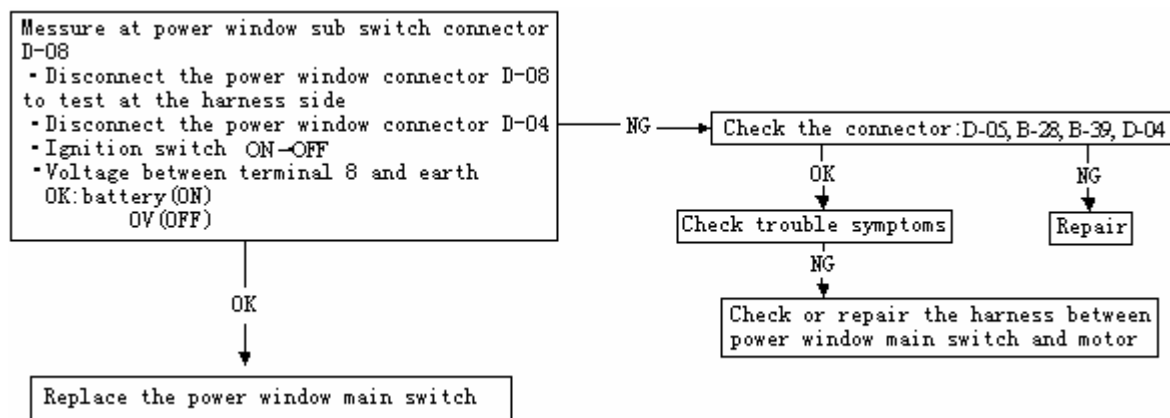 Messure at power window sub switch connector
D-08
- Disconnect the power window connector D-08
to test at the harness side
- Disconnect the power window connector D-04
- Ignition switch ON→OFF
- Voltage between terminal 8 and earth
OK:battery(ON)
0V(OFF)
NG
Check the connector:D-05, B-28, B-39, D-04
OK
NG
Check trouble symptoms
Repair
NG
Check or repair the harness between
power window main switch and motor
OK
Replace the power window main switch